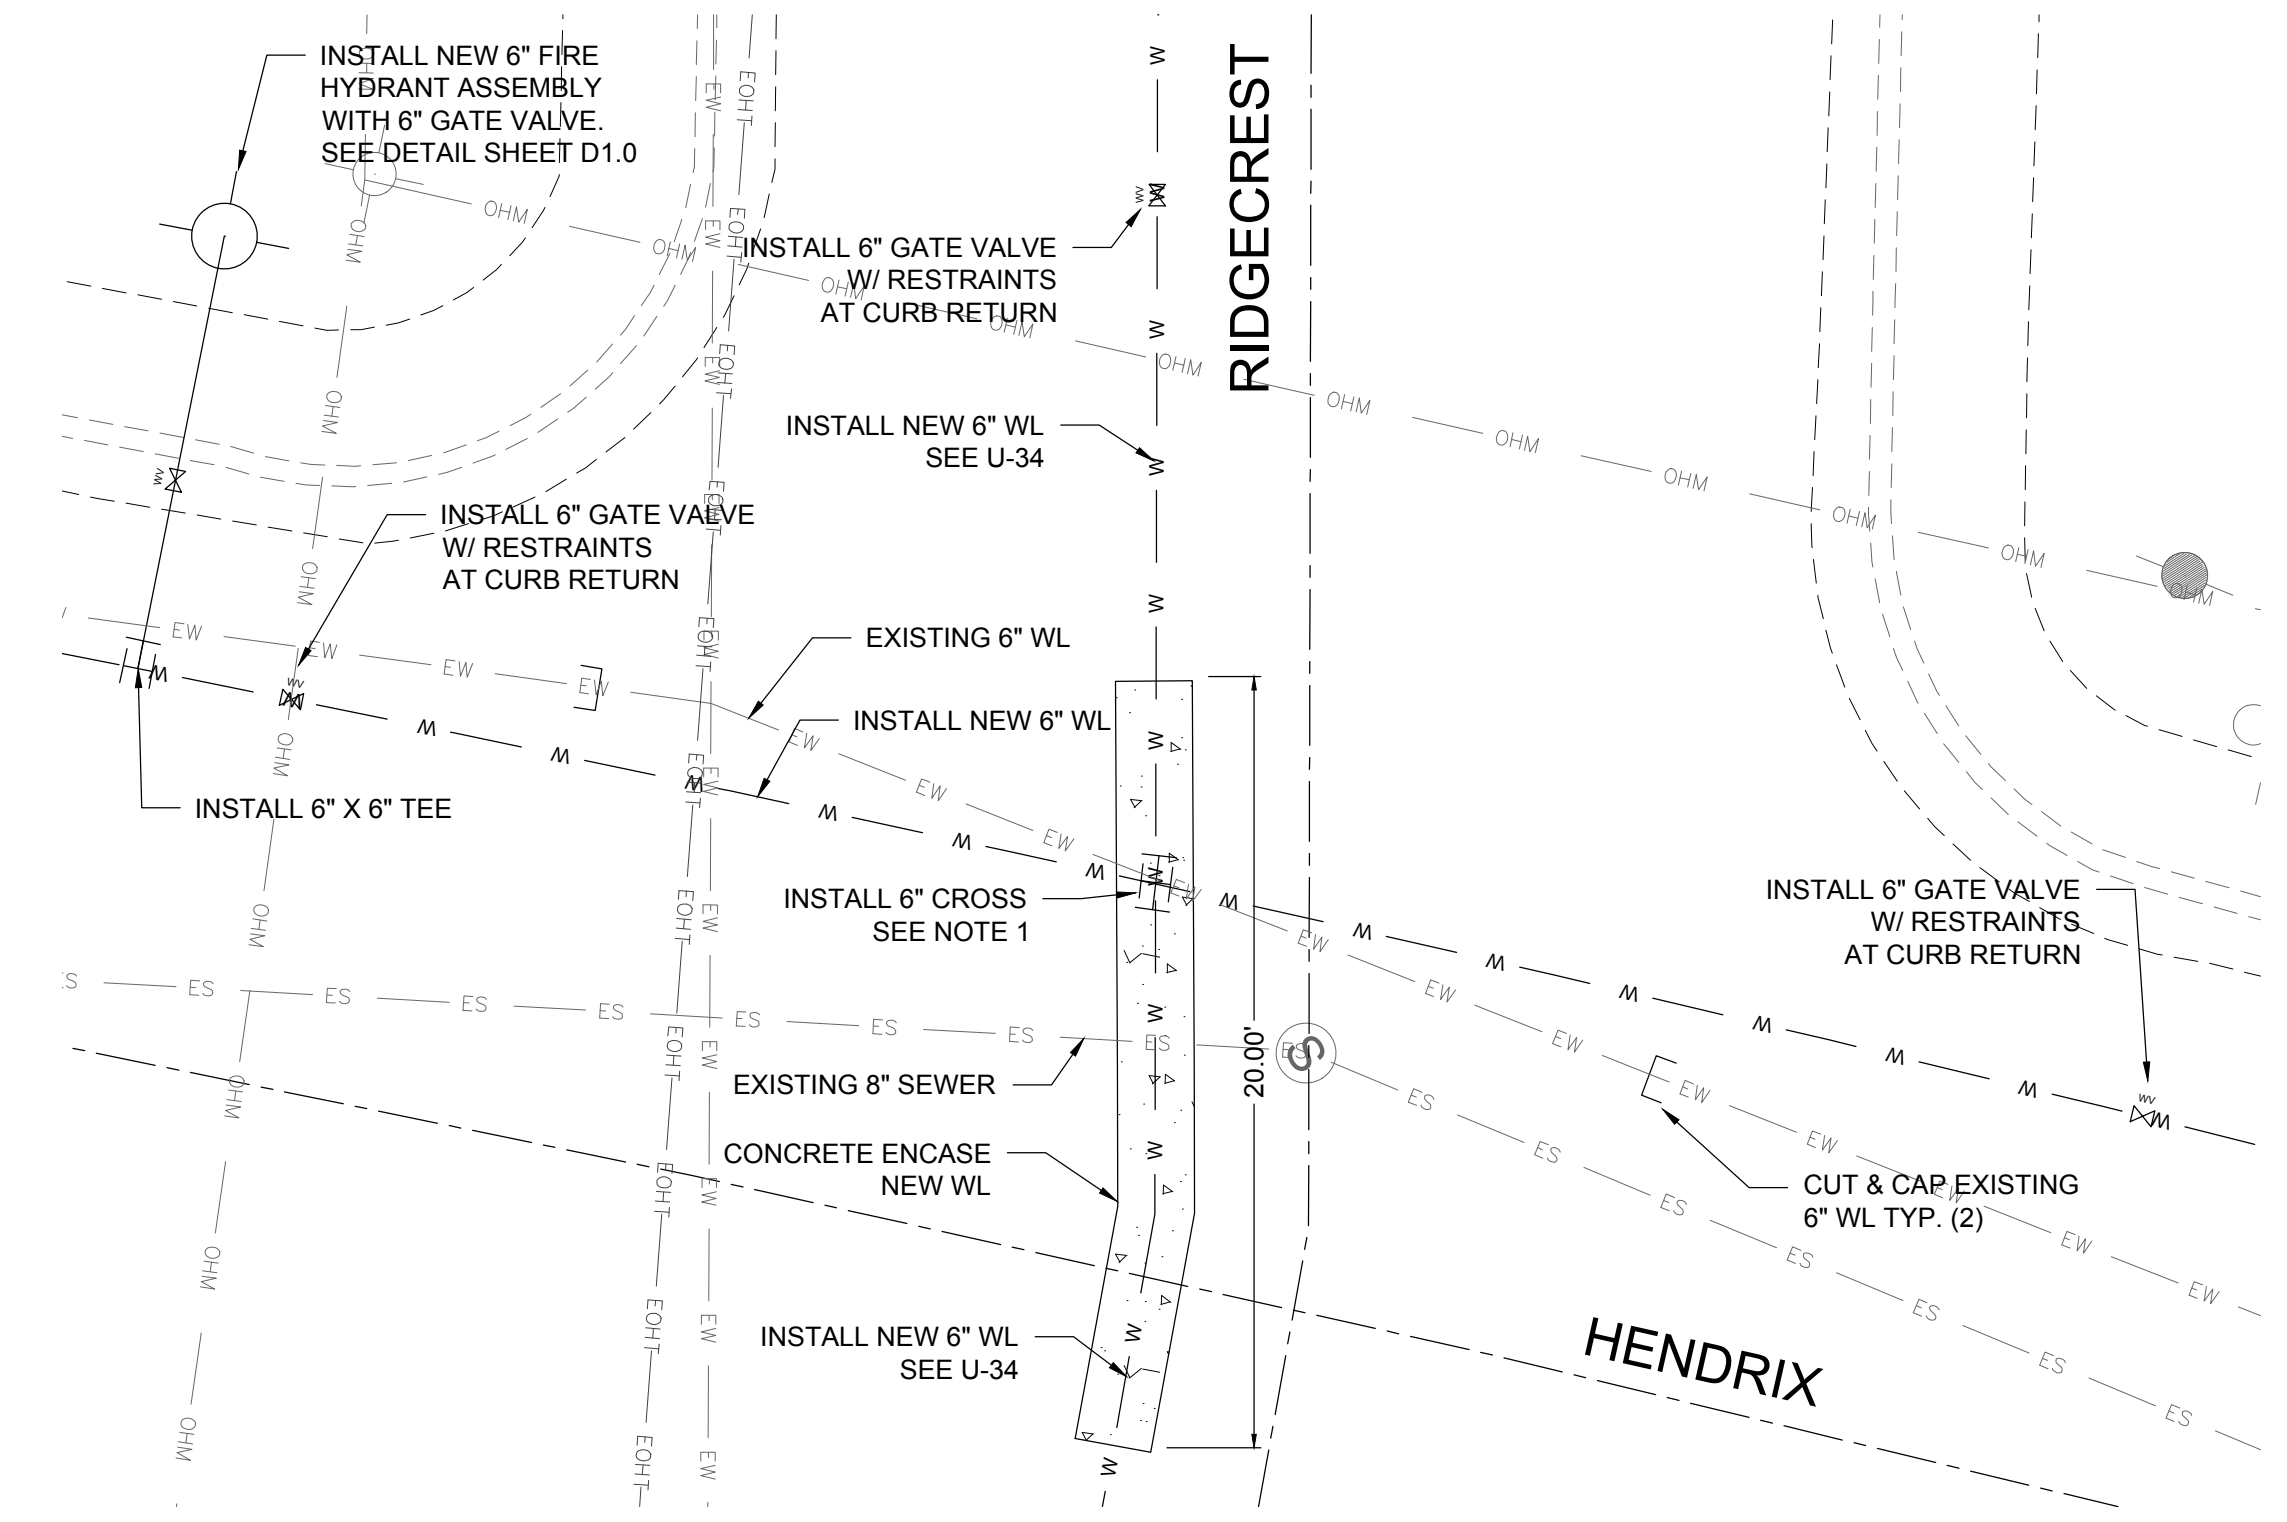 INSTALL NEW 6" FIRE
HYDRANT ASSEMBLY
WITH 6" GATE VALVE.
SEE DETAIL SHEET D1.0
INSTALL 6" GATE VALVE
W/ RESTRAINTS
AT CURB RETURN
RIDGECREST
INSTALL NEW 6" WL
SEE U-34
INSTALL 6" GATE VALVE
W/ RESTRAINTS
AT CURB RETURN
EXISTING 6" WL
INSTALL NEW 6" WL
INSTALL 6" X 6" TEE
INSTALL 6" CROSS
SEE NOTE 1
INSTALL 6" GATE VALVE
W/ RESTRAINTS
AT CURB RETURN
EXISTING 8" SEWER
20.00'
CONCRETE ENCASE
NEW WL
CUT & CAP EXISTING
6" WL TYP. (2)
INSTALL NEW 6" WL
SEE U-34
HENDRIX
OHM
EOHT
EW
ES
W
WV
S